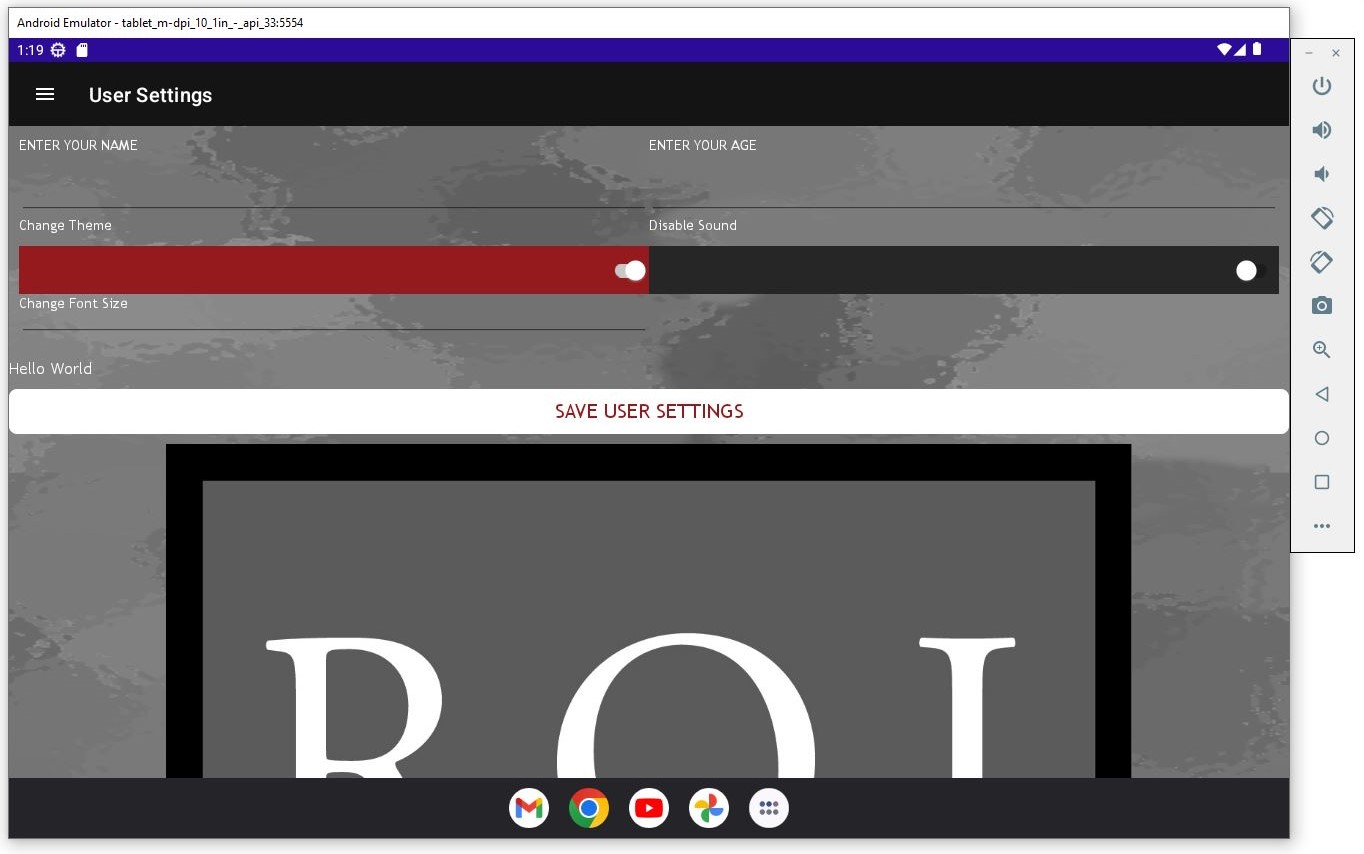 Android Emulator - tablet_m-dpi_10_1in_-_api_33:5554
1:19
User Settings
ENTER YOUR NAME
ENTER YOUR AGE
Change Theme
Disable Sound
Change Font Size
Hello World
SAVE USER SETTINGS
R O I